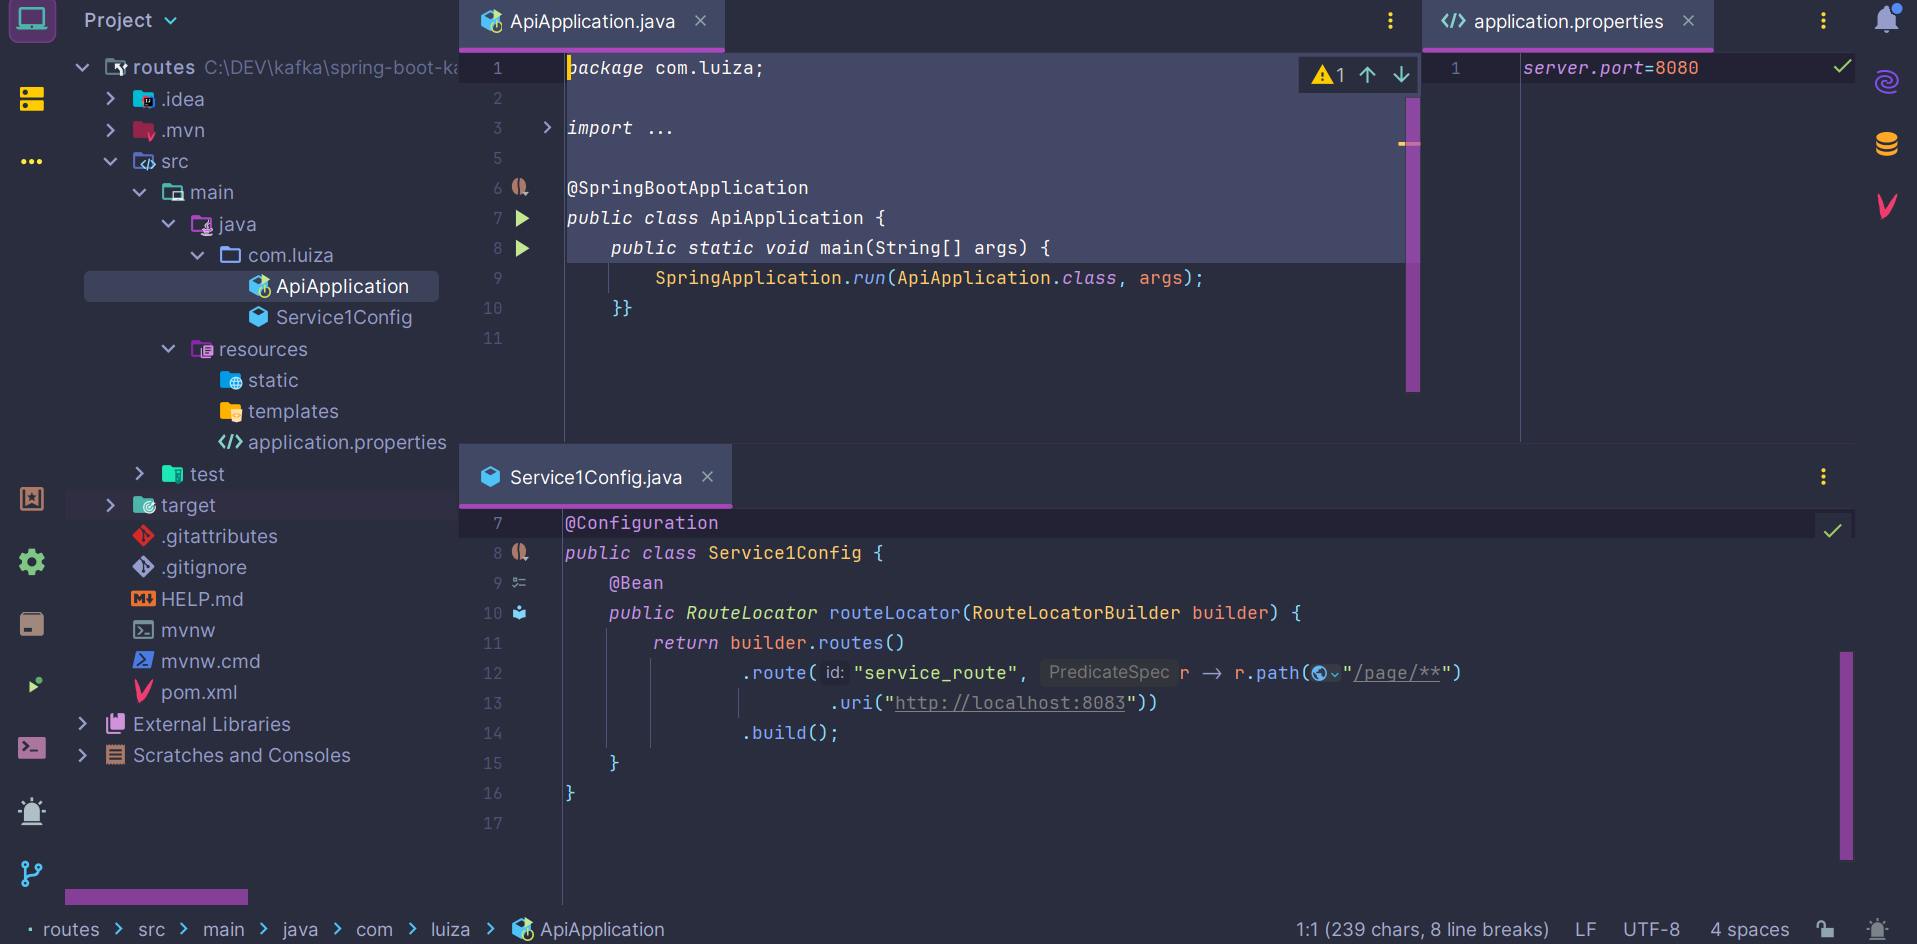 Project
routes C:\DEV\kafka\spring-boot-ka
.idea
.mvn
src
main
java
com.luiza
ApiApplication
Service1Config
resources
static
templates
application.properties
test
target
.gitattributes
.gitignore
HELP.md
mvnw
mvnw.cmd
pom.xml
External Libraries
Scratches and Consoles
ApiApplication.java
1 package com.luiza;
1
2
3 import ...
5
6 @SpringBootApplication
7 public class ApiApplication {
8 public static void main(String[] args) {
9 SpringApplication.run(ApiApplication.class, args);
10 }}
11
application.properties
1 server.port=8080
Service1Config.java
7 @Configuration
8 public class Service1Config {
9 @Bean
10 public RouteLocator routeLocator(RouteLocatorBuilder builder) {
11 return builder.routes()
12 .route( id: "service_route", PredicateSpec r -> r.path( "/page/**")
13 .uri("http://localhost:8083"))
14 .build();
15 }
16 }
17
routes > src > main > java > com > luiza > ApiApplication
1:1 (239 chars, 8 line breaks) LF UTF-8 4 spaces